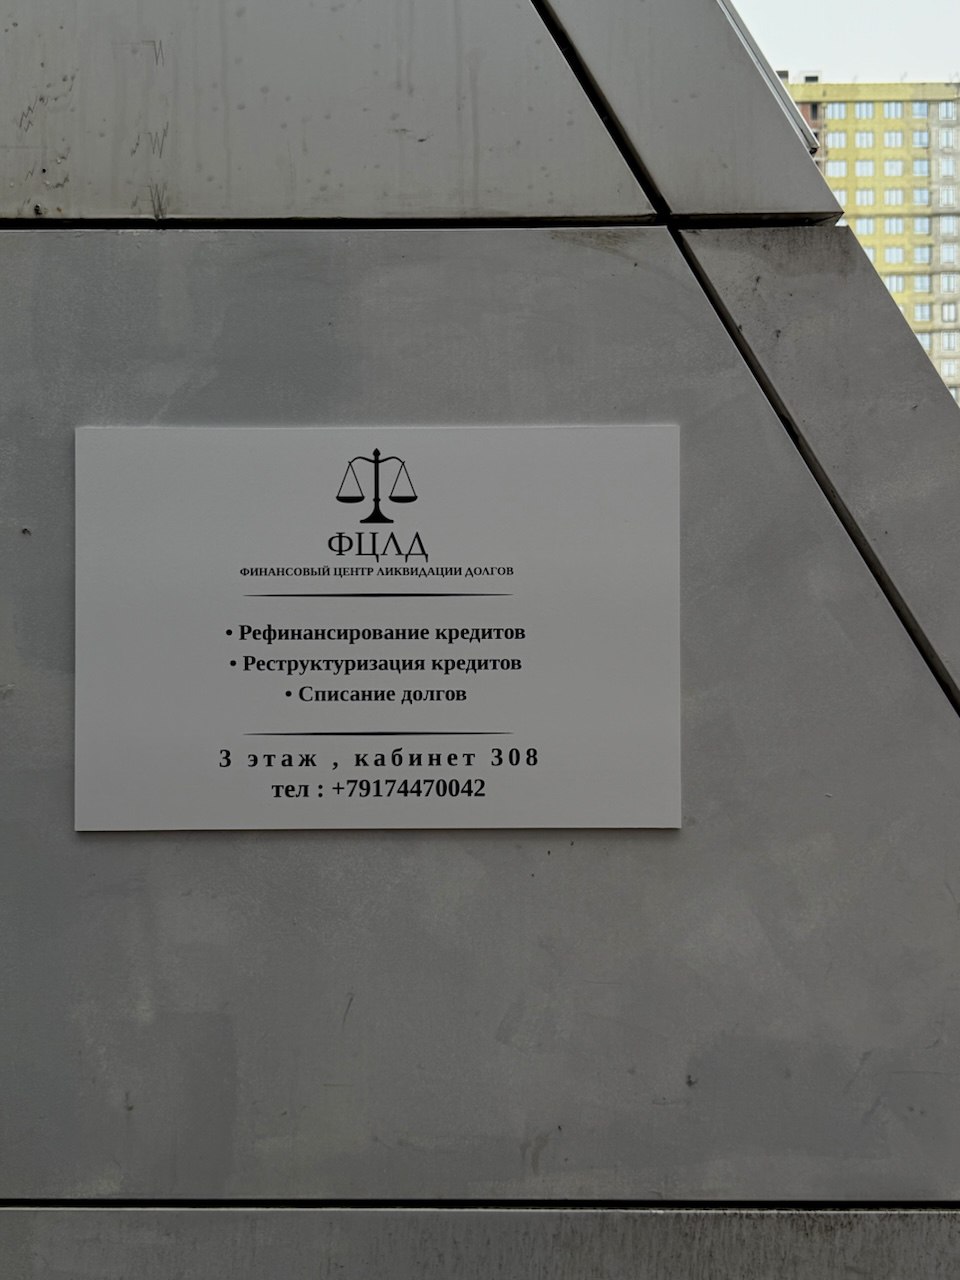 ФЦЛД
ФИНАНСОВЫЙ ЦЕНТР ЛИКВИДАЦИИ ДОЛГОВ
• Рефинансирование кредитов
• Реструктуризация кредитов
• Списание долгов
3 этаж , кабинет 308
тел : +79174470042